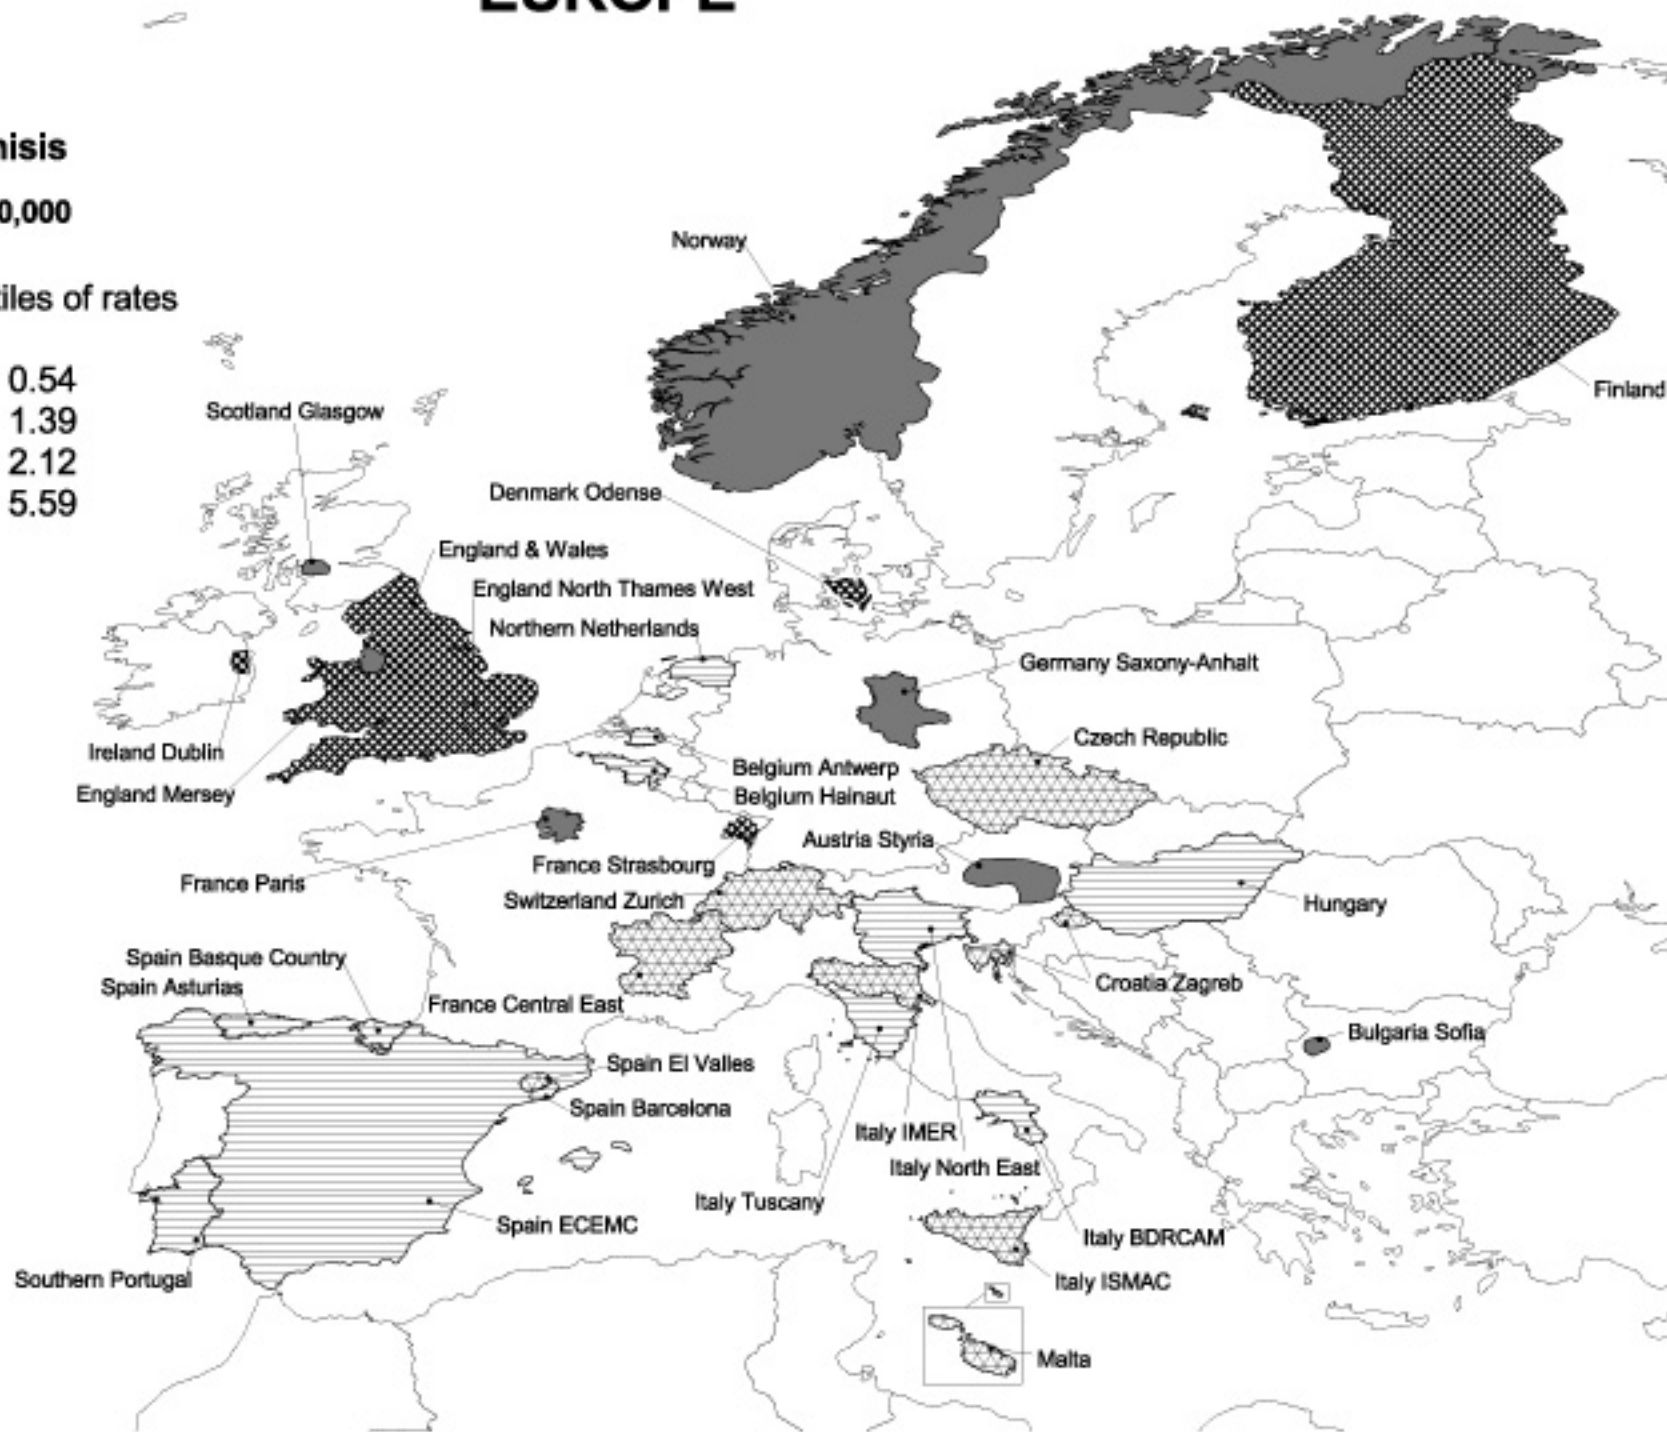 EUROPE
nisis
0,000
tiles of rates
0.54
1.39
2.12
5.59
Norway
Finland
Scotland Glasgow
Denmark Odense
England & Wales
England North Thames West
Northern Netherlands
Germany Saxony-Anhalt
Ireland Dublin
England Mersey
Czech Republic
Belgium Antwerp
Belgium Hainaut
Austria Styria
France Strasbourg
France Paris
Switzerland Zurich
Hungary
Spain Basque Country
Spain Asturias
France Central East
Croatia Zagreb
Bulgaria Sofia
Spain El Valles
Spain Barcelona
Italy IMER
Italy North East
Italy Tuscany
Spain ECEMC
Italy BDRCAM
Southern Portugal
Italy ISMAC
Malta